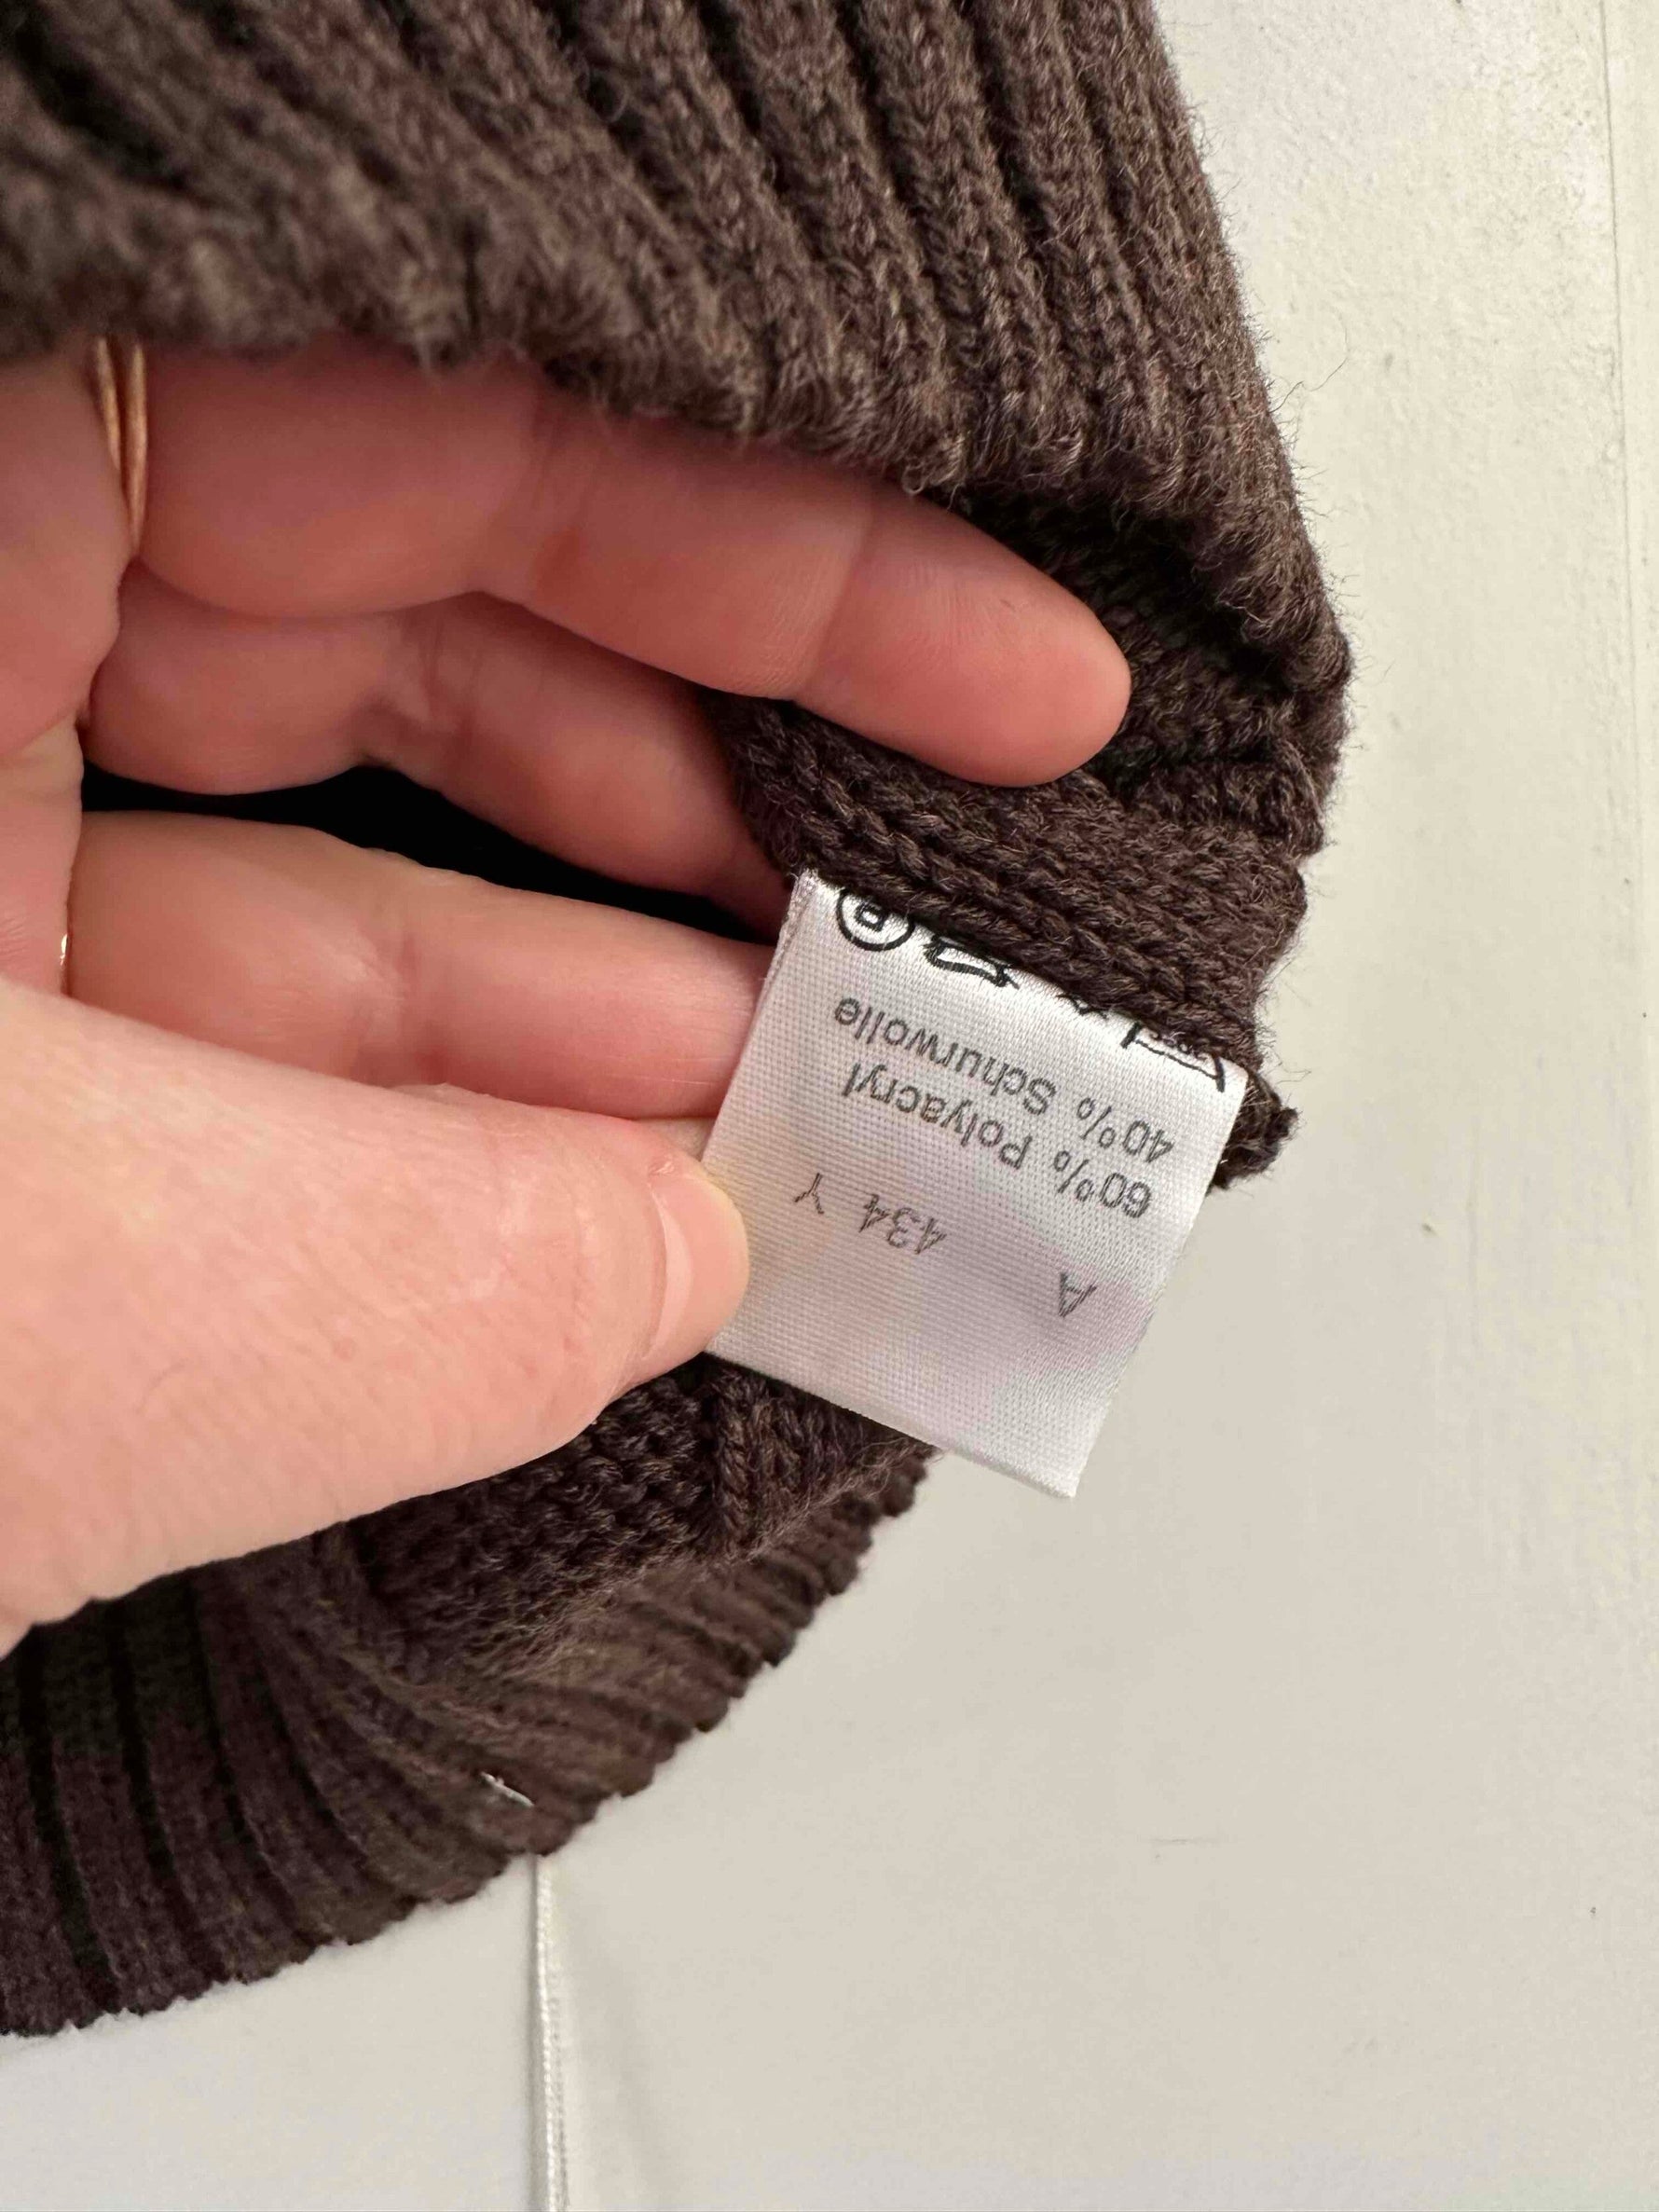 40% Schurwolle
60% Polyacryl
434 Y
A